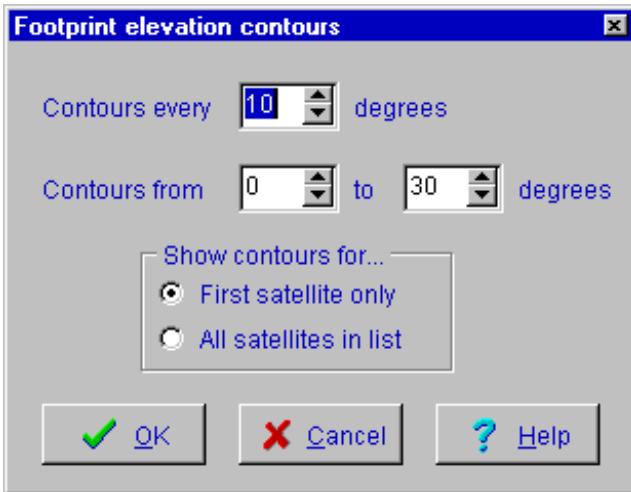 Footprint elevation contours
Contours every 10 degrees
Contours from 0 to 30 degrees
Show contours for...
First satellite only
All satellites in list
OK Cancel Help